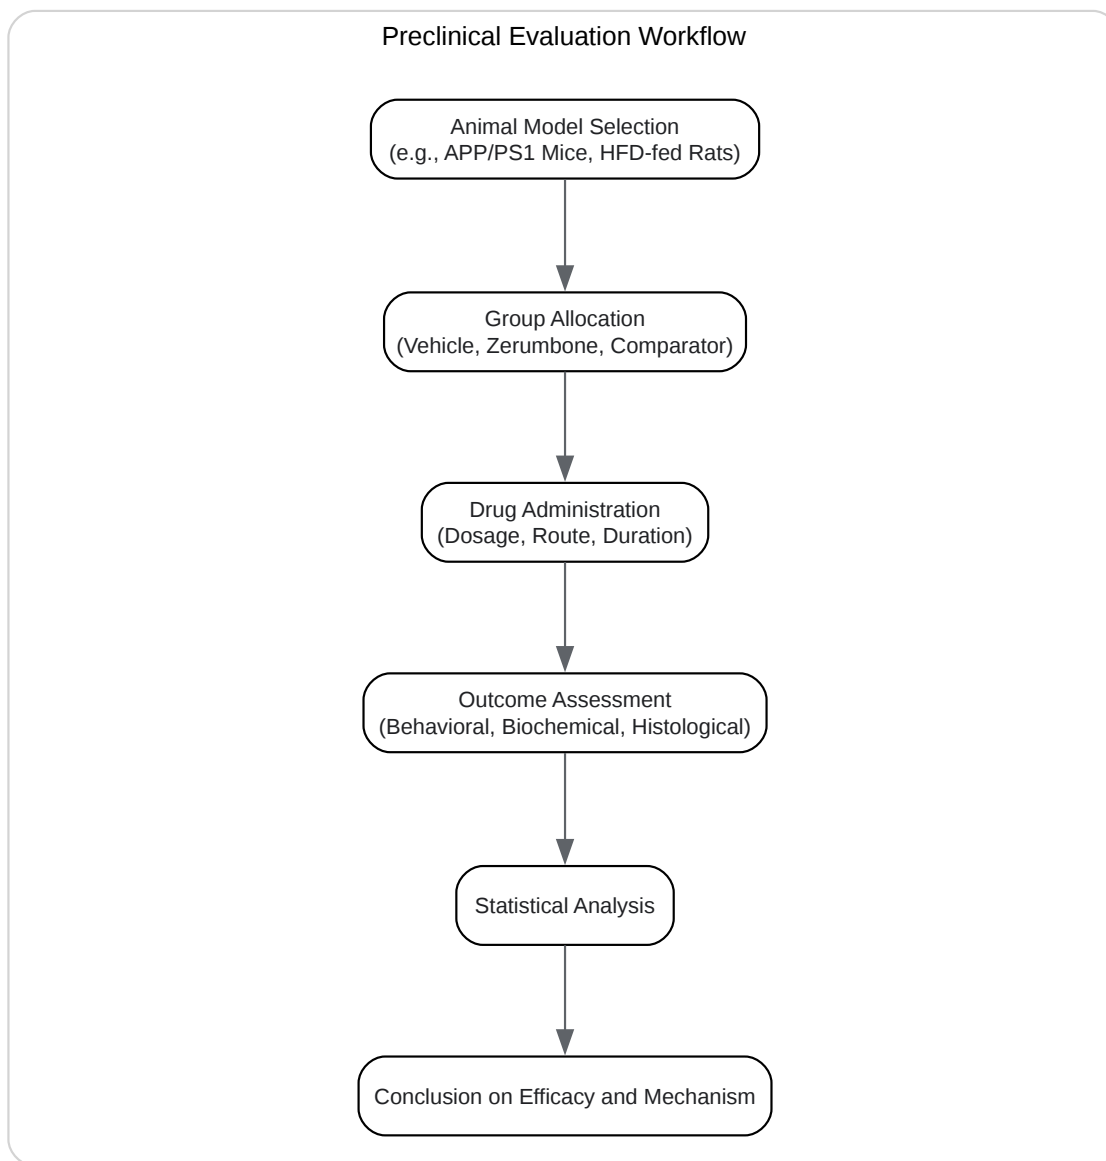 Preclinical Evaluation Workflow
Animal Model Selection
(e.g., APP/PS1 Mice, HFD-fed Rats)
Group Allocation
(Vehicle, Zerumbone, Comparator)
Drug Administration
(Dosage, Route, Duration)
Outcome Assessment
(Behavioral, Biochemical, Histological)
Statistical Analysis
Conclusion on Efficacy and Mechanism